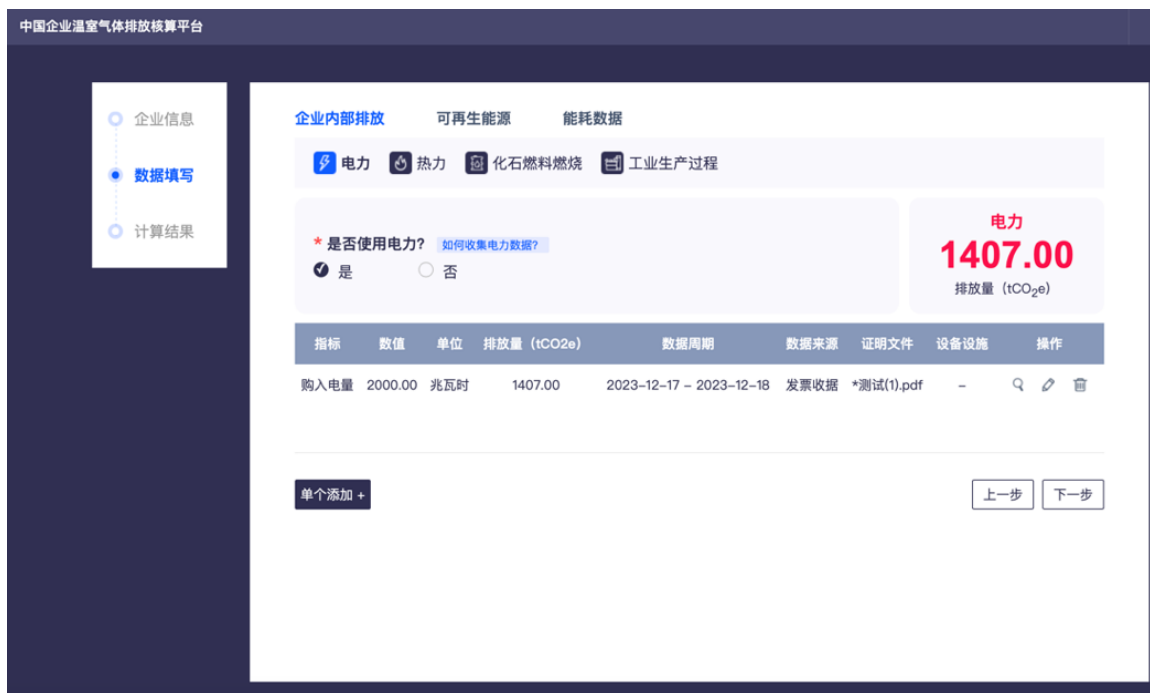 中国企业温室气体排放核算平台
企业信息
数据填写
计算结果
企业内部排放 可再生能源 能耗数据
电力 热力 化石燃料燃烧 工业生产过程
* 是否使用电力? 如何收集电力数据?
是 否
电力
1407.00
排放量（tCO₂e）
指标 数值 单位 排放量（tCO2e） 数据周期 数据来源 证明文件 设备设施 操作
购入电量 2000.00 兆瓦时 1407.00 2023-12-17 - 2023-12-18 发票收据 *测试(1).pdf -
单个添加 + 上一步 下一步